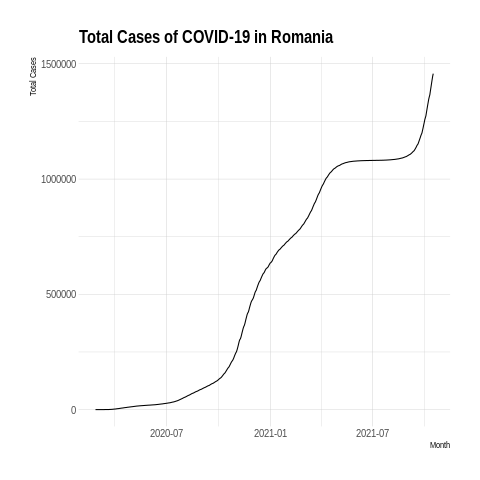 Total Cases of COVID-19 in Romania
Total Cases
1500000
1000000
500000
0
2020-07 2021-01 2021-07
Month